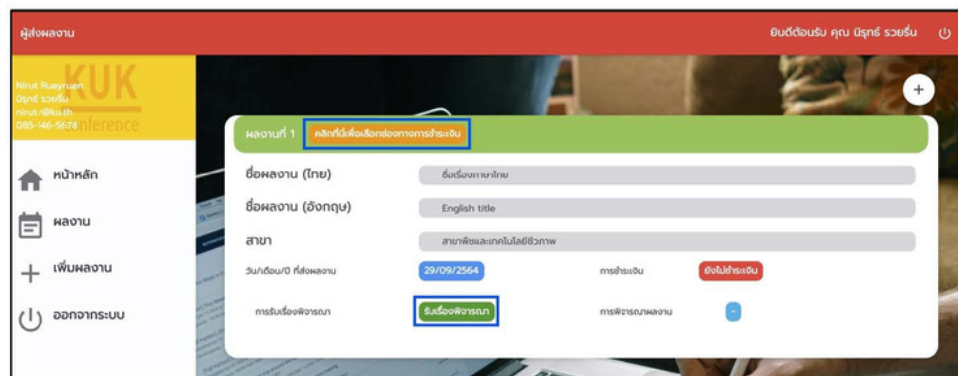 ผู้ส่งผลงาน
ยินดีต้อนรับ คุณ นิรุทธ์ รวยรื่น
KUK
Conference
Nirut Ruayruen
นิรุทธ์ รวยรื่น
nirut.r@ku.th
085-146-5678
หน้าหลัก
ผลงาน
เพิ่มผลงาน
ออกจากระบบ
+
ผลงานที่ 1 คลิกที่นี่เพื่อเลือกช่องทางการชำระเงิน
ชื่อผลงาน (ไทย) ชื่อเรื่องภาษาไทย
ชื่อผลงาน (อังกฤษ) English title
สาขา สาขาพืชและเทคโนโลยีชีวภาพ
วัน/เดือน/ปี ที่ส่งผลงาน 29/09/2564 การชำระเงิน ยังไม่ชำระเงิน
การรับเรื่องพิจารณา รับเรื่องพิจารณา การพิจารณาผลงาน -